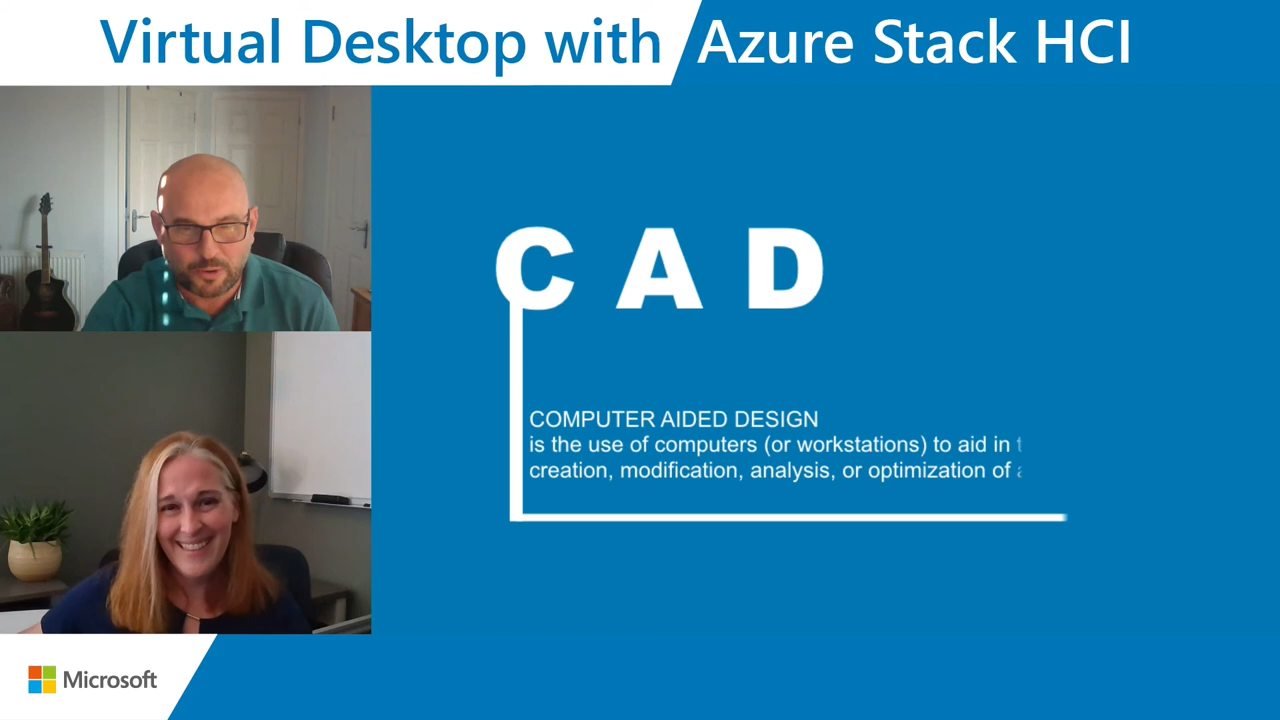 Virtual Desktop with Azure Stack HCI
CAD
COMPUTER AIDED DESIGN
is the use of computers (or workstations) to aid in
creation, modification, analysis, or optimization of
Microsoft